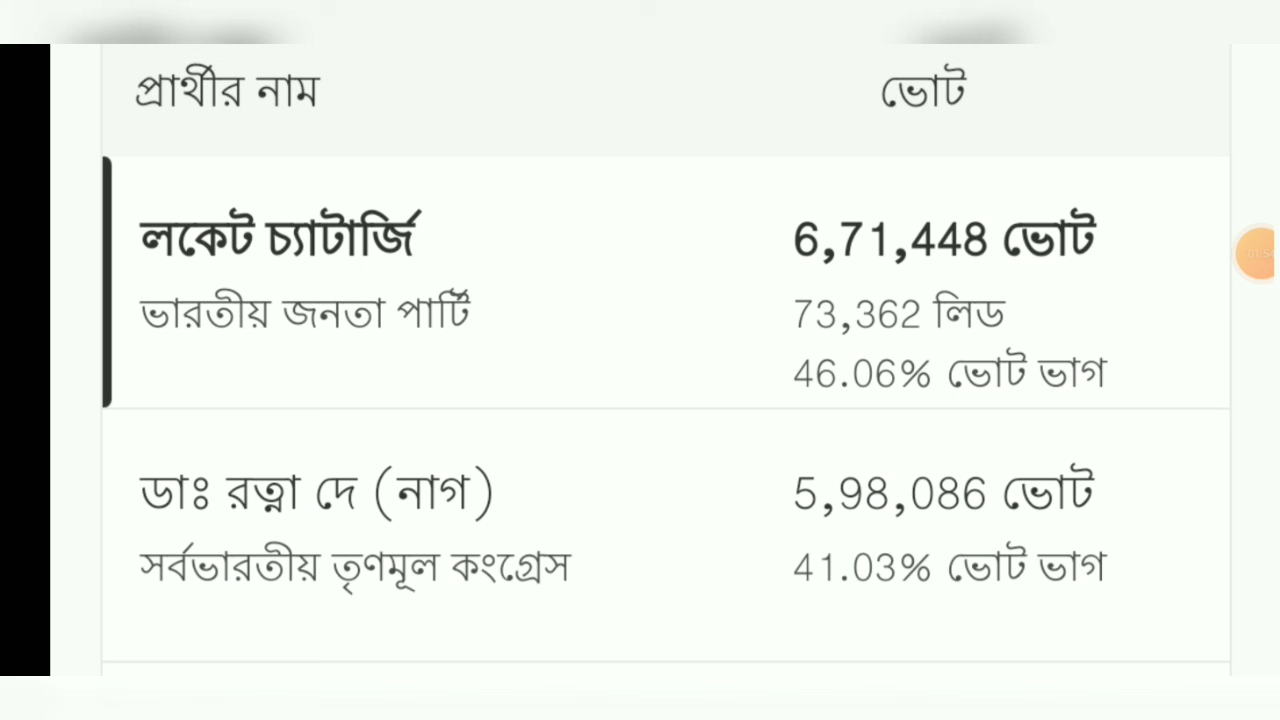 প্রার্থীর নাম ভোট
লকেট চ্যাটার্জি 6,71,448 ভোট
ভারতীয় জনতা পার্টি 73,362 লিড
46.06% ভোট ভাগ
ডাঃ রত্না দে (নাগ) 5,98,086 ভোট
সর্বভারতীয় তৃণমূল কংগ্রেস 41.03% ভোট ভাগ